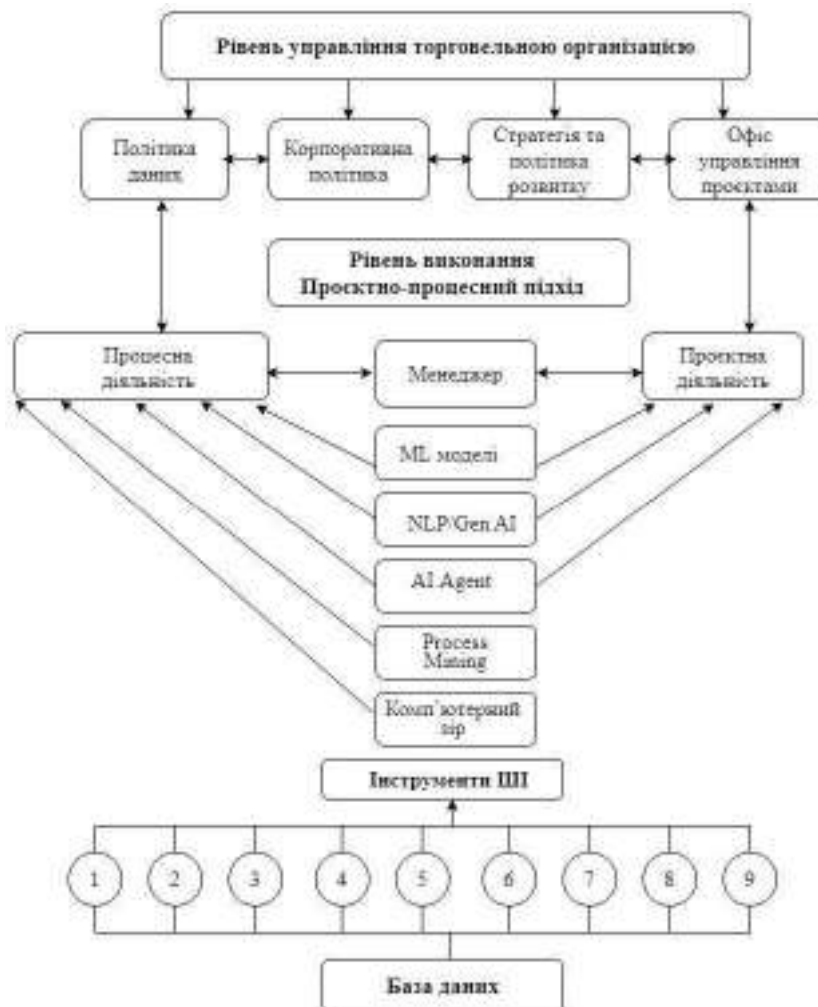 Рівень управління торговельною організацією
Політика
даних
Корпоративна
політика
Стратегія та
політика
розвитку
Офіс
управління
проєктами
Рівень виконання
Проєктно-процесний підхід
Процесна
діяльність
Менеджер
Проєктна
діяльність
ML моделі
NLP/Gen AI
AI Agent
Process
Mining
Комп'ютерний
зір
Інструменти ШІ
1 2 3 4 5 6 7 8 9
База даних